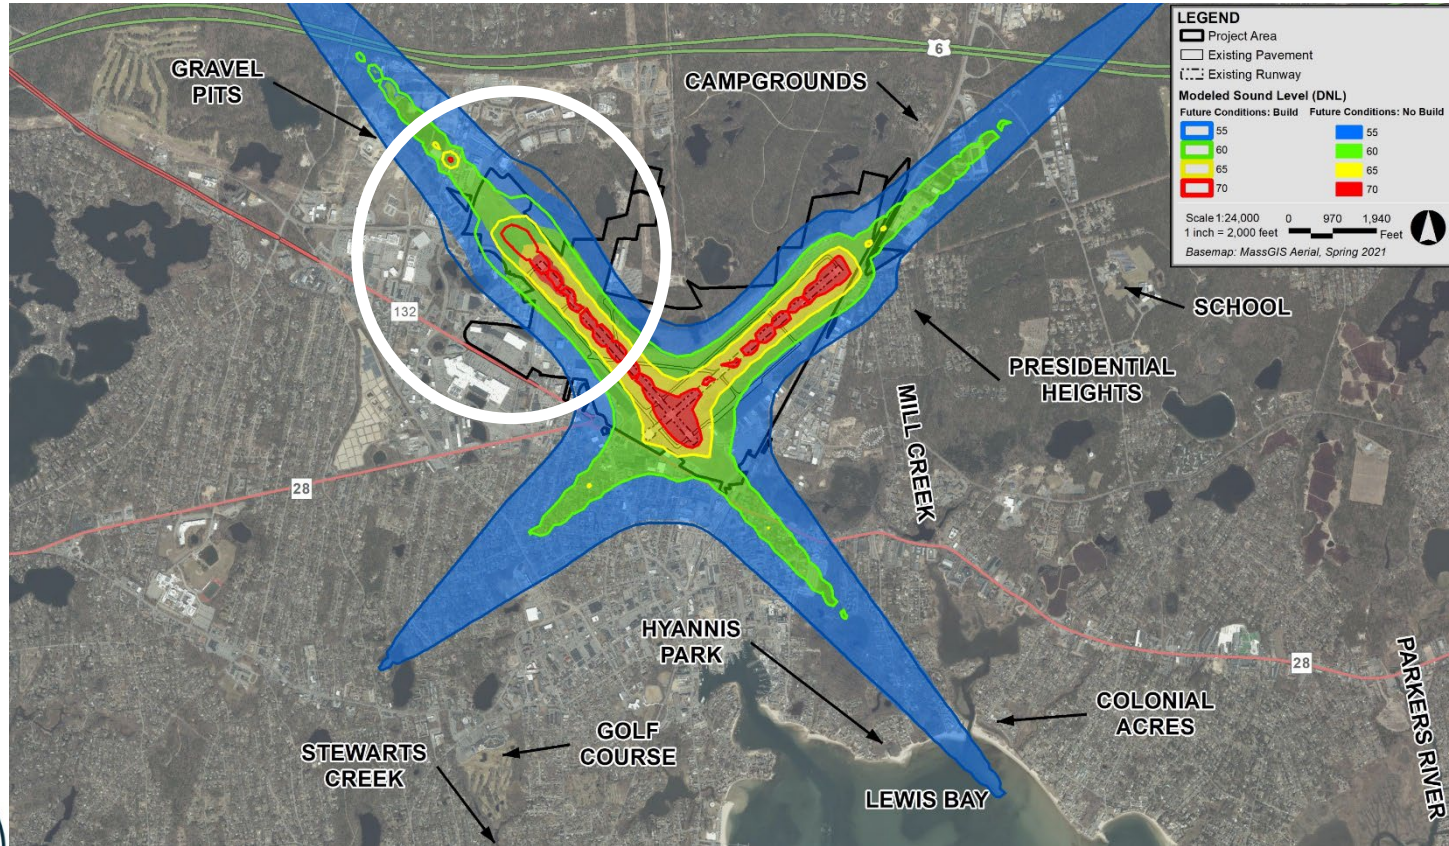 GRAVEL
PITS
CAMPGROUNDS
6
LEGEND
Project Area
Existing Pavement
Existing Runway
Modeled Sound Level (DNL)
Future Conditions: Build Future Conditions: No Build
55 55
60 60
65 65
70 70
Scale 1:24,000 0 970 1,940
1 inch = 2,000 feet Feet
Basemap: MassGIS Aerial, Spring 2021
132
SCHOOL
PRESIDENTIAL
HEIGHTS
MILL CREEK
28
HYANNIS
PARK
28
PARKERS RIVER
COLONIAL
ACRES
GOLF
COURSE
STEWARTS
CREEK
LEWIS BAY